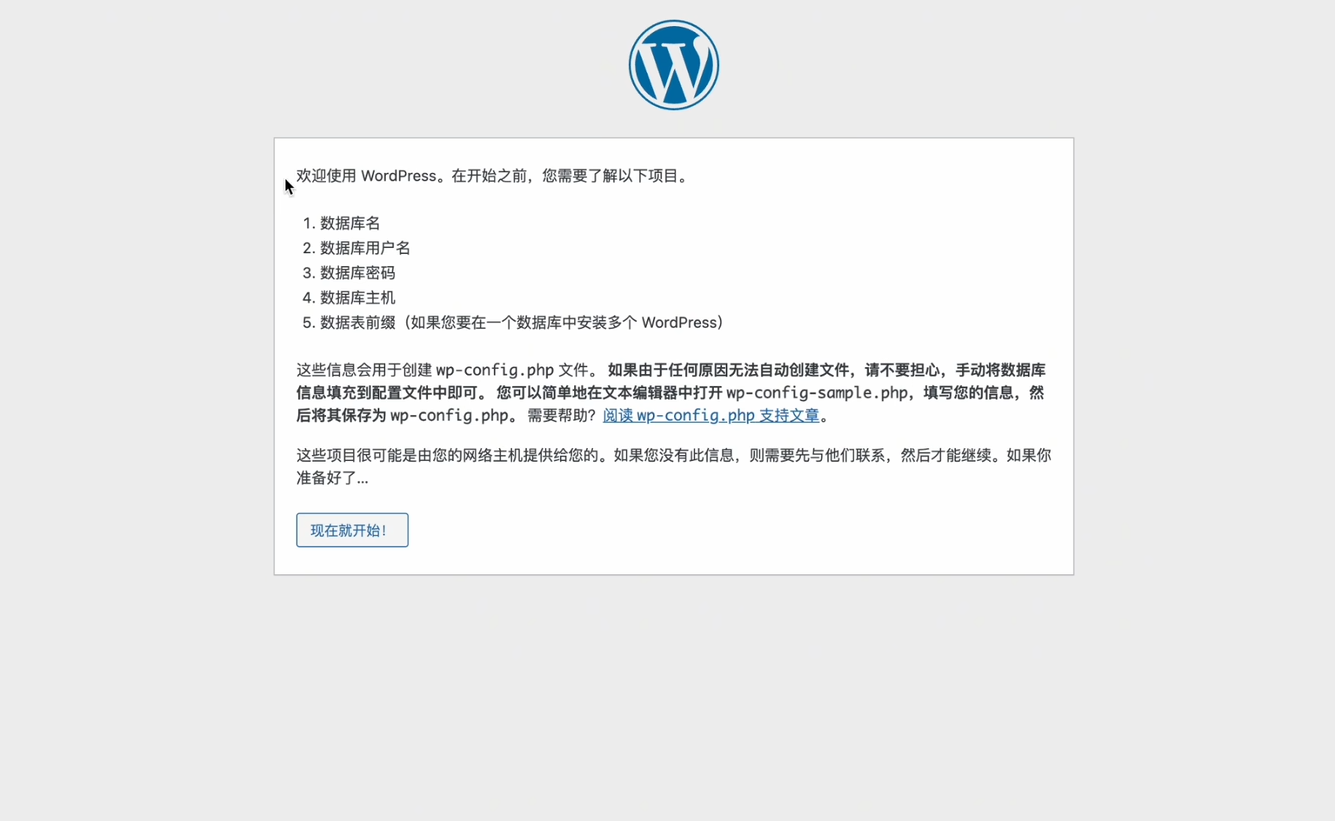 欢迎使用 WordPress。在开始之前，您需要了解以下项目。
1. 数据库名
2. 数据库用户名
3. 数据库密码
4. 数据库主机
5. 数据表前缀（如果您要在一个数据库中安装多个 WordPress）
这些信息会用于创建 wp-config.php 文件。 如果由于任何原因无法自动创建文件，请不要担心，手动将数据库
信息填充到配置文件中即可。 您可以简单地在文本编辑器中打开 wp-config-sample.php，填写您的信息，然
后将其保存为 wp-config.php。 需要帮助？阅读 wp-config.php 支持文章。
这些项目很可能是由您的网络主机提供给您的。如果您没有此信息，则需要先与他们联系，然后才能继续。如果你
准备好了...
现在就开始！